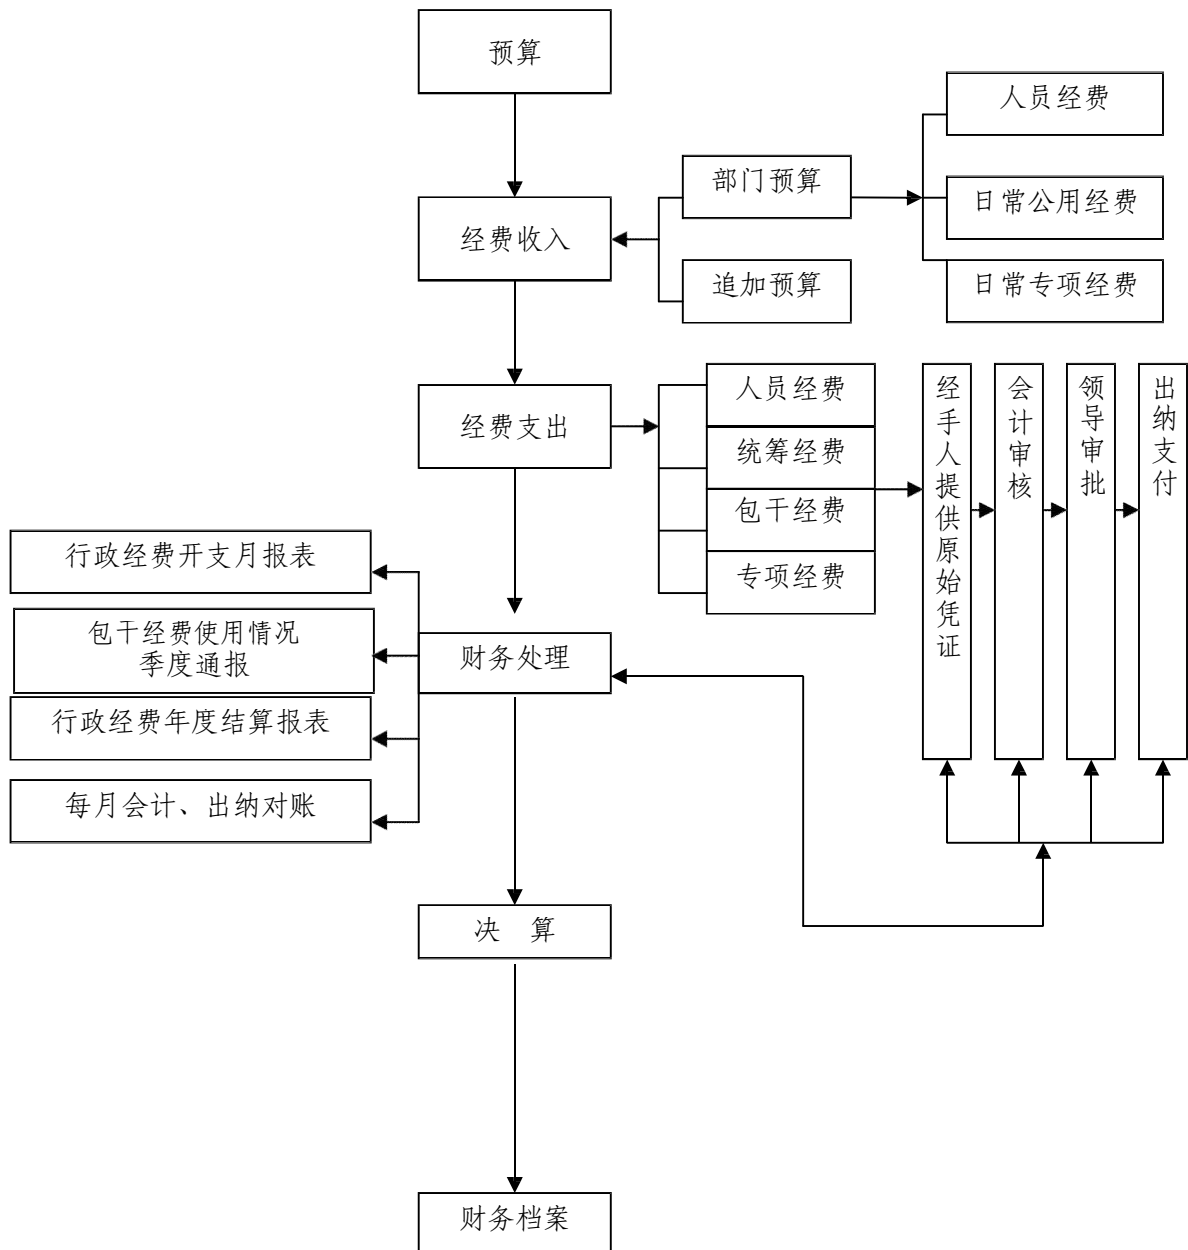 预算
人员经费
部门预算
日常公用经费
经费收入
追加预算
日常专项经费
经费支出
人员经费
统筹经费
包干经费
专项经费
经手人提供原始凭证
会计审核
领导审批
出纳支付
行政经费开支月报表
包干经费使用情况
季度通报
财务处理
行政经费年度结算报表
每月会计、出纳对账
决 算
财务档案